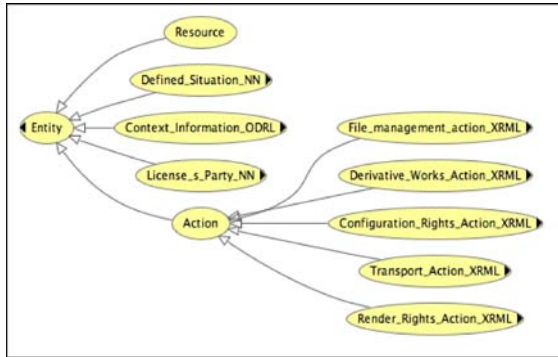 Resource
Defined_Situation_NN
Entity
Context_Information_ODRL
File_management_action_XRML
License_s_Party_NN
Derivative_Works_Action_XRML
Action
Configuration_Rights_Action_XRML
Transport_Action_XRML
Render_Rights_Action_XRML